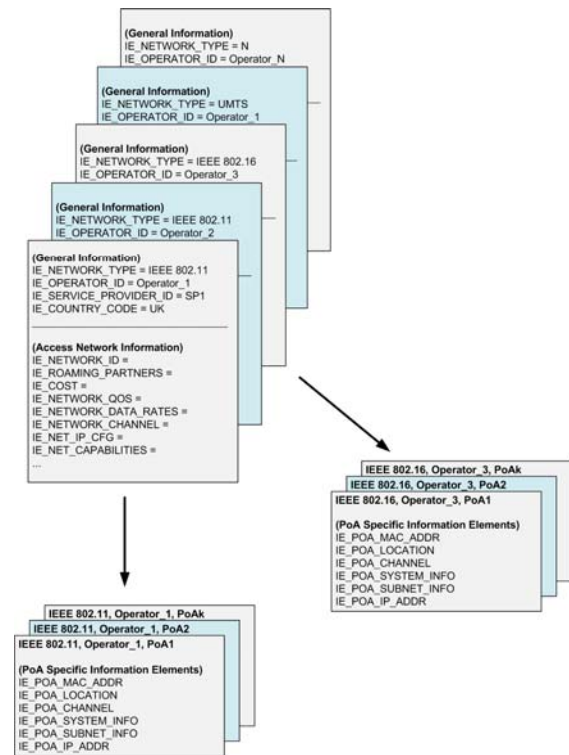 (General Information)
IE_NETWORK_TYPE = N
IE_OPERATOR_ID = Operator_N
(General Information)
IE_NETWORK_TYPE = UMTS
IE_OPERATOR_ID = Operator_1
(General Information)
IE_NETWORK_TYPE = IEEE 802.16
IE_OPERATOR_ID = Operator_3
(General Information)
IE_NETWORK_TYPE = IEEE 802.11
IE_OPERATOR_ID = Operator_2
(General Information)
IE_NETWORK_TYPE = IEEE 802.11
IE_OPERATOR_ID = Operator_1
IE_SERVICE_PROVIDER_ID = SP1
IE_COUNTRY_CODE = UK
(Access Network Information)
IE_NETWORK_ID =
IE_ROAMING_PARTNERS =
IE_COST =
IE_NETWORK_QOS =
IE_NETWORK_DATA_RATES =
IE_NETWORK_CHANNEL =
IE_NET_IP_CFG =
IE_NET_CAPABILITIES =
...
IEEE 802.16, Operator_3, PoAk
IEEE 802.16, Operator_3, PoA2
IEEE 802.16, Operator_3, PoA1
(PoA Specific Information Elements)
IE_POA_MAC_ADDR
IE_POA_LOCATION
IE_POA_CHANNEL
IE_POA_SYSTEM_INFO
IE_POA_SUBNET_INFO
IE_POA_IP_ADDR
IEEE 802.11, Operator_1, PoAk
IEEE 802.11, Operator_1, PoA2
IEEE 802.11, Operator_1, PoA1
(PoA Specific Information Elements)
IE_POA_MAC_ADDR
IE_POA_LOCATION
IE_POA_CHANNEL
IE_POA_SYSTEM_INFO
IE_POA_SUBNET_INFO
IE_POA_IP_ADDR